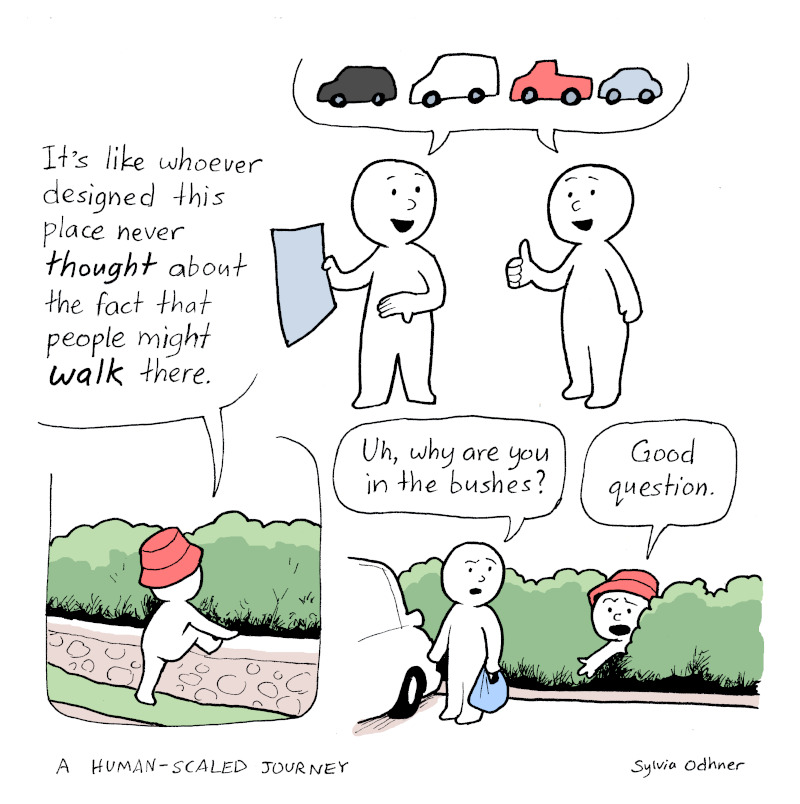 It's like whoever
designed this
place never
thought about
the fact that
people might
walk there.
Uh, why are you
in the bushes?
Good
question.
A HUMAN-SCALED JOURNEY
Sylvia Odhner